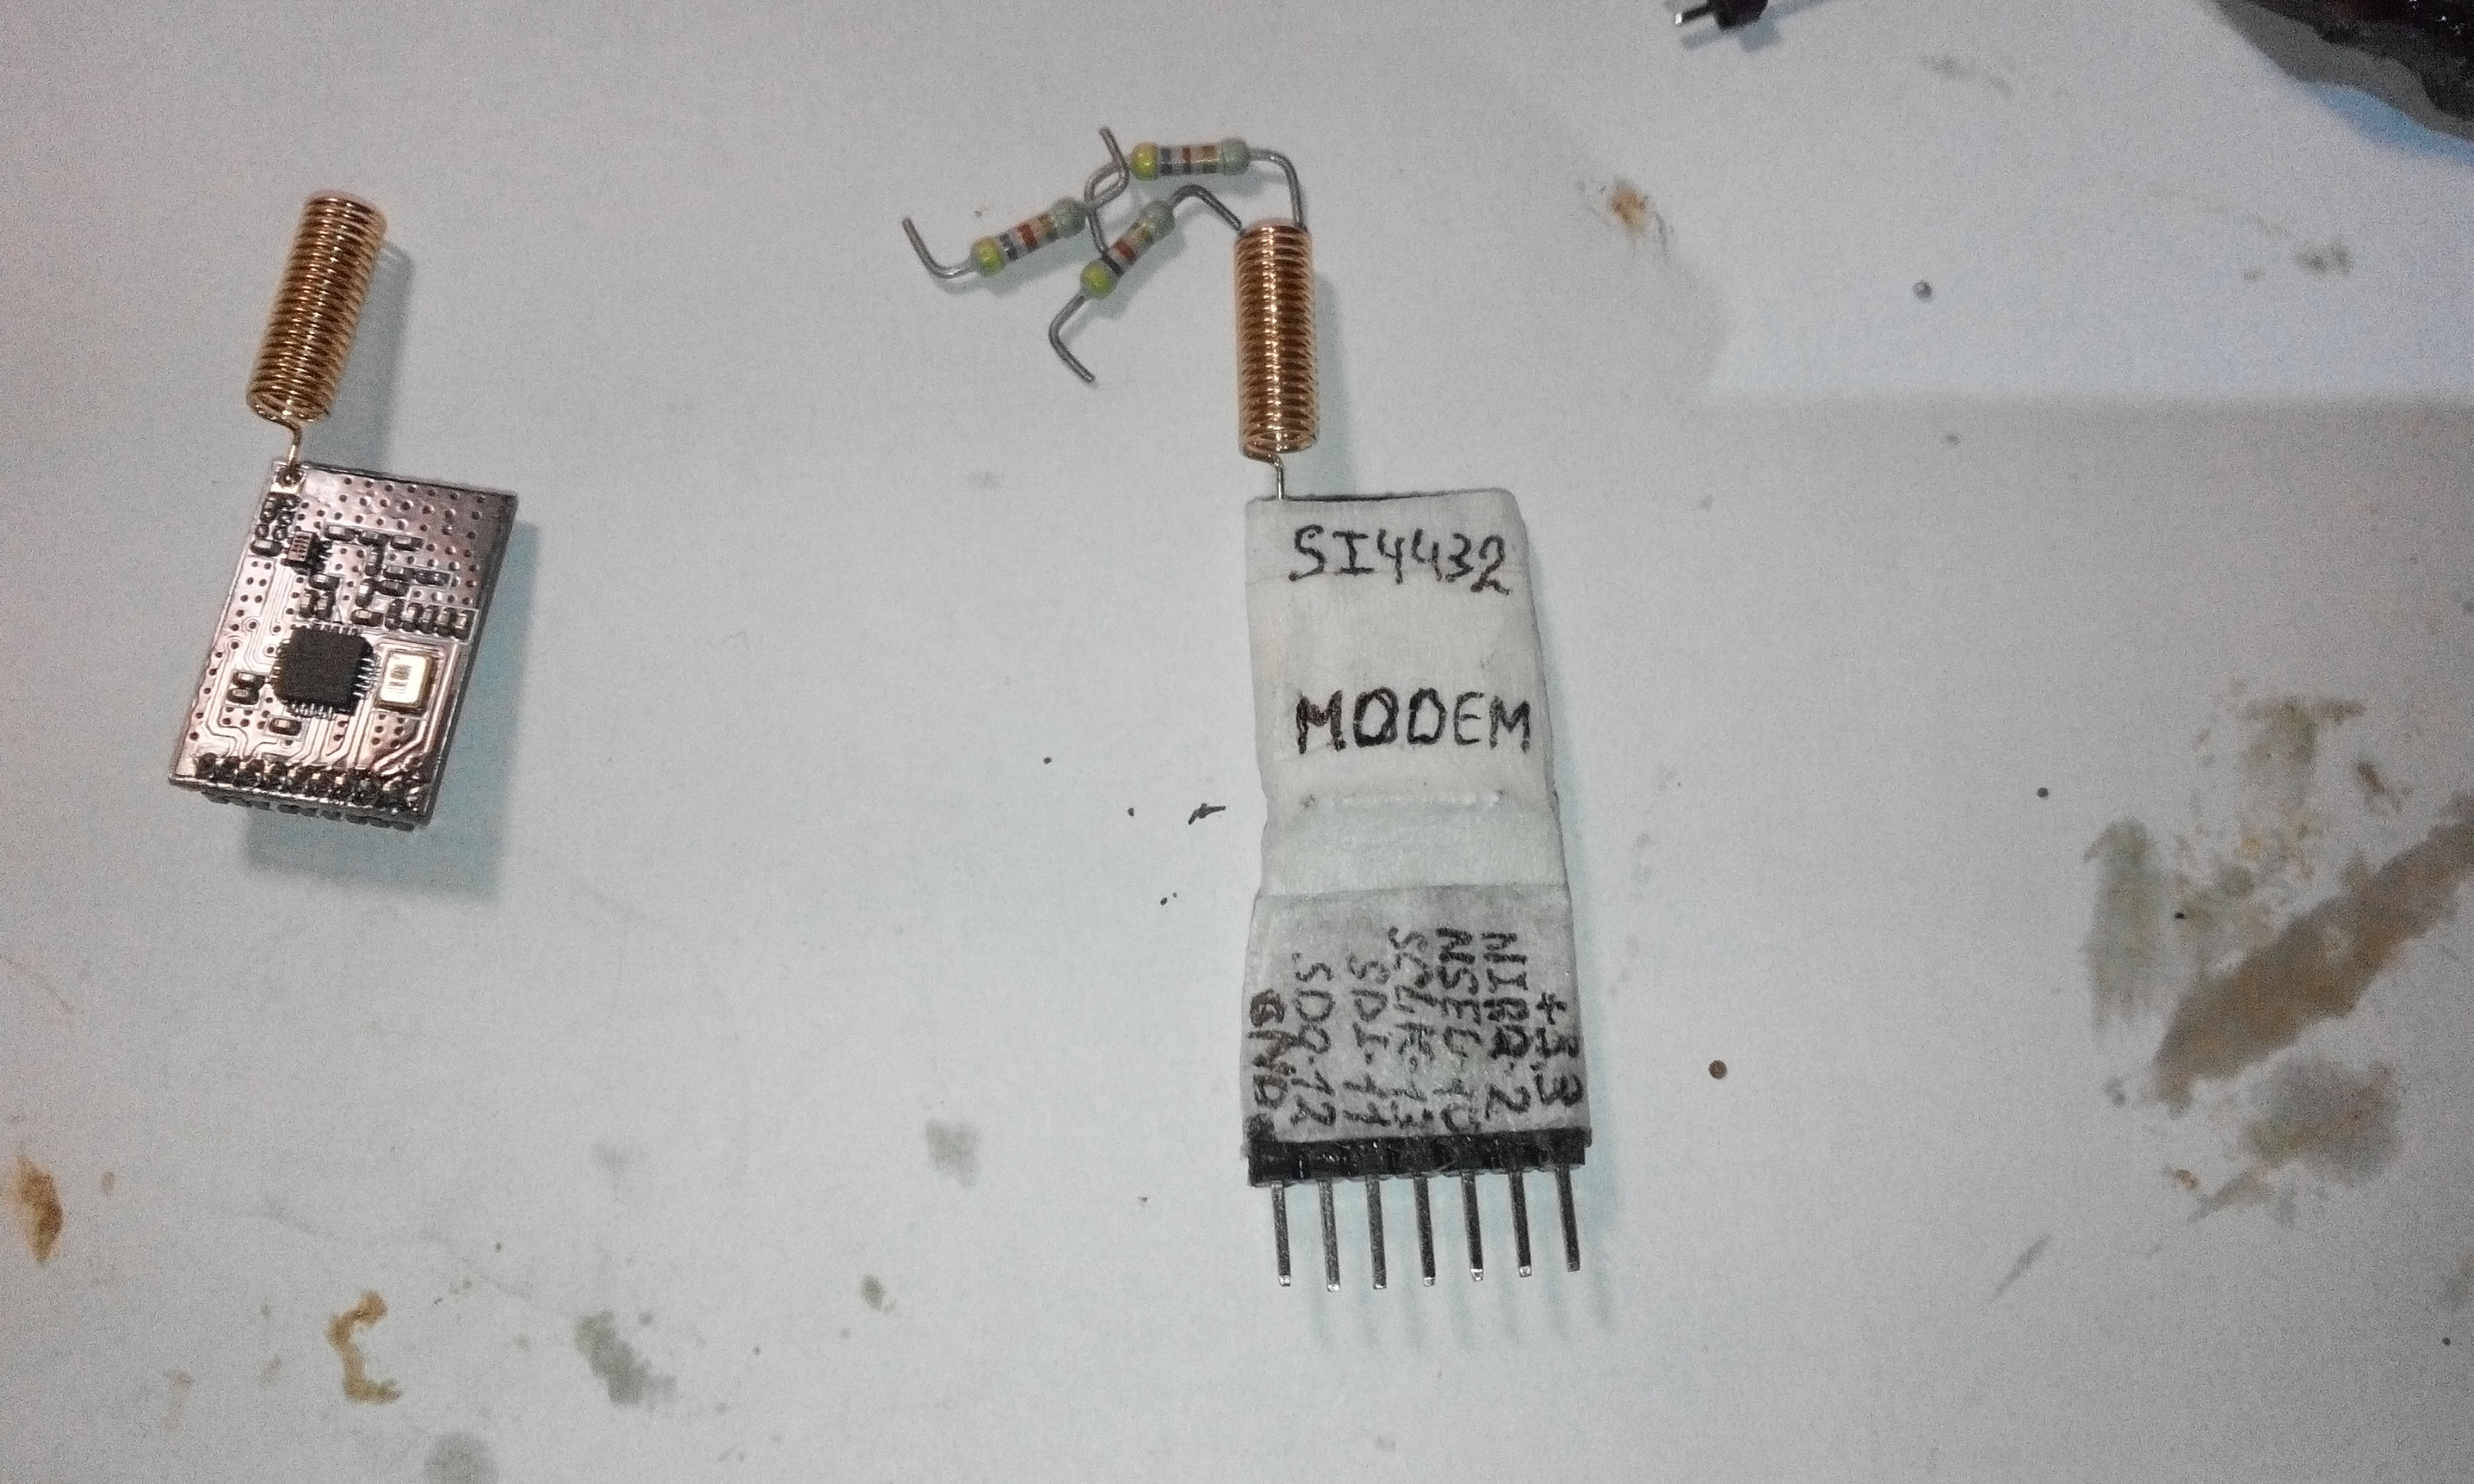 SI4432
MODEM
GND
SDO.12
SDI.11
SCLK.13
NSEL.10
NIRQ.2
+3.3